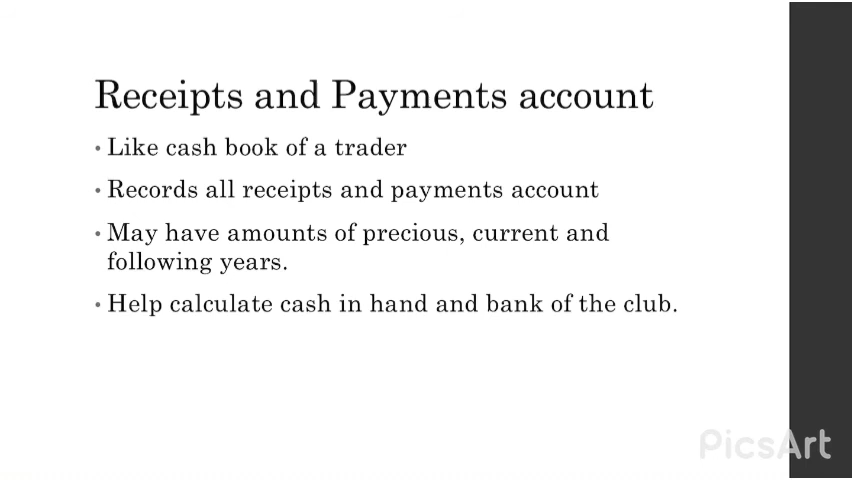 Receipts and Payments account
• Like cash book of a trader
• Records all receipts and payments account
• May have amounts of precious, current and
following years.
• Help calculate cash in hand and bank of the club.
PicsArt